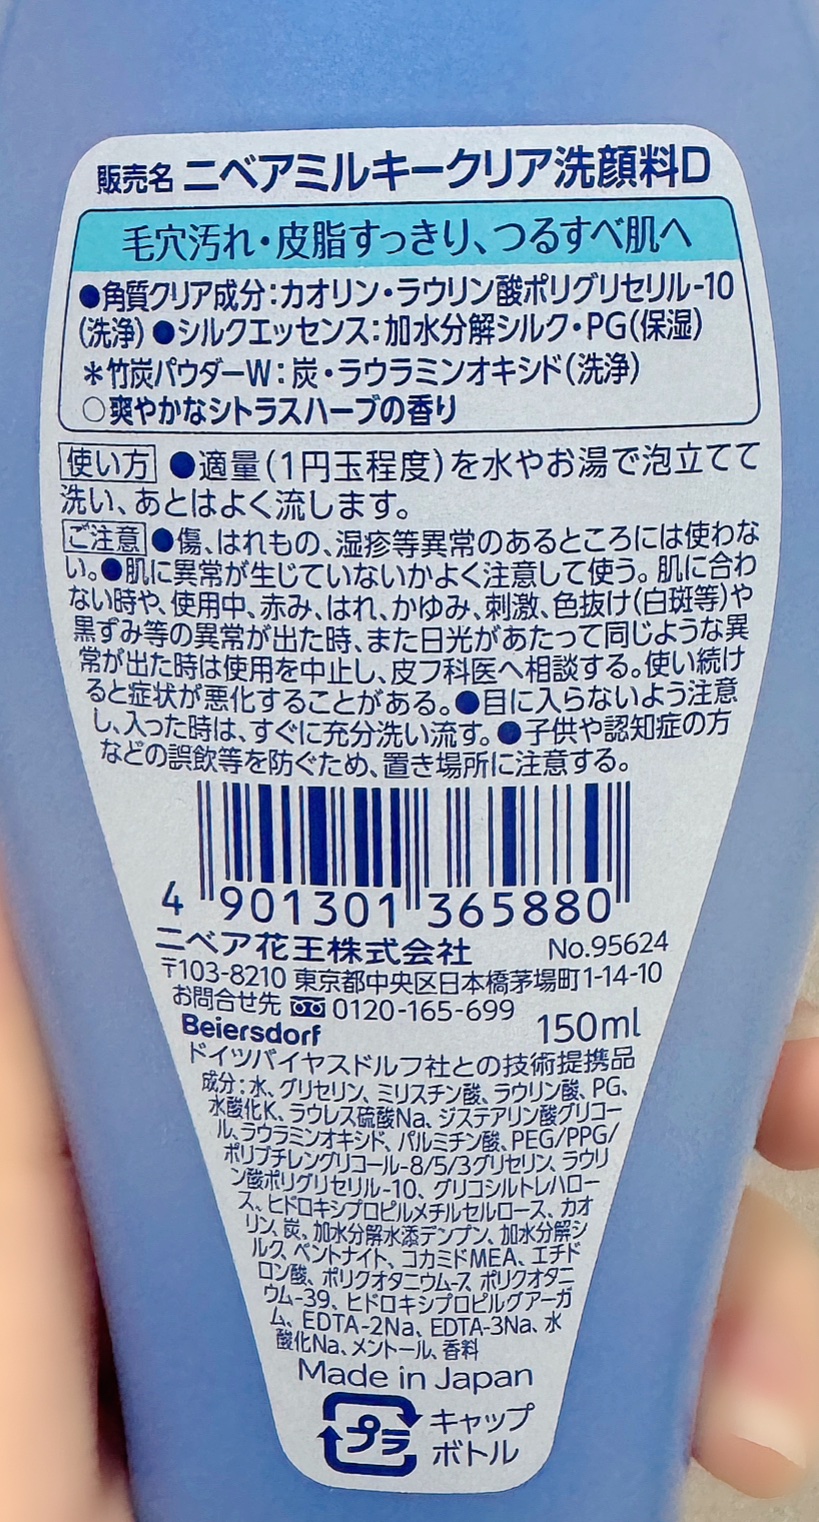 販売名 ニベアミルキークリア洗顔料D
毛穴汚れ・皮脂すっきり、つるすべ肌へ
●角質クリア成分：カオリン・ラウリン酸ポリグリセリル-10
(洗浄) ●シルクエッセンス：加水分解シルク・PG(保湿)
＊竹炭パウダーW：炭・ラウラミンオキシド(洗浄)
○爽やかなシトラスハーブの香り
使い方 ●適量(1円玉程度)を水やお湯で泡立てて
洗い、あとはよく流します。
ご注意 ●傷、はれもの、湿疹等異常のあるところには使わな
い。●肌に異常が生じていないかよく注意して使う。肌に合わ
ない時や、使用中、赤み、はれ、かゆみ、刺激、色抜け(白斑等)や
黒ずみ等の異常が出た時、また日光があたって同じような異
常が出た時は使用を中止し、皮フ科医へ相談する。使い続け
ると症状が悪化することがある。●目に入らないよう注意
し、入った時は、すぐに充分洗い流す。●子供や認知症の方
などの誤飲等を防ぐため、置き場所に注意する。
4 901301 365880
ニベア花王株式会社 No.95624
〒103-8210 東京都中央区日本橋茅場町1-14-10
お問合せ先 0120-165-699
Beiersdorf 150ml
ドイツバイヤスドルフ社との技術提携品
成分：水、グリセリン、ミリスチン酸、ラウリン酸、PG、
水酸化K、ラウレス硫酸Na、ジステアリン酸グリコー
ル、ラウラミンオキシド、パルミチン酸、PEG/PPG/
ポリブチレングリコール-8/5/3グリセリン、ラウリ
ン酸ポリグリセリル-10、グリコシルトレハロー
ス、ヒドロキシプロピルメチルセルロース、カオ
リン、炭、加水分解水添デンプン、加水分解シ
ルク、ベントナイト、コカミドMEA、エチド
ロン酸、ポリクオタニウム-7、ポリクオタニ
ウム-39、ヒドロキシプロピルグアーガ
ム、EDTA-2Na、EDTA-3Na、水
酸化Na、メントール、香料
Made in Japan
プラ キャップ
ボトル